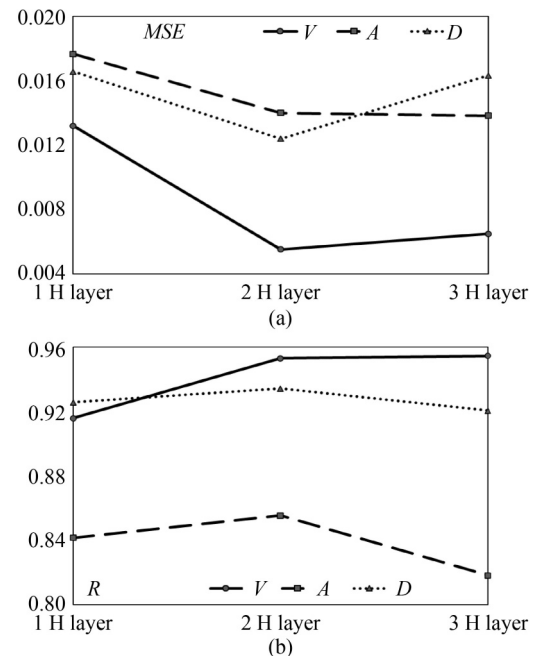 0.020
MSE V A D
0.016
0.012
0.008
0.004
1 H layer 2 H layer 3 H layer
(a)
0.96
0.92
0.88
0.84
0.80
R V A D
1 H layer 2 H layer 3 H layer
(b)